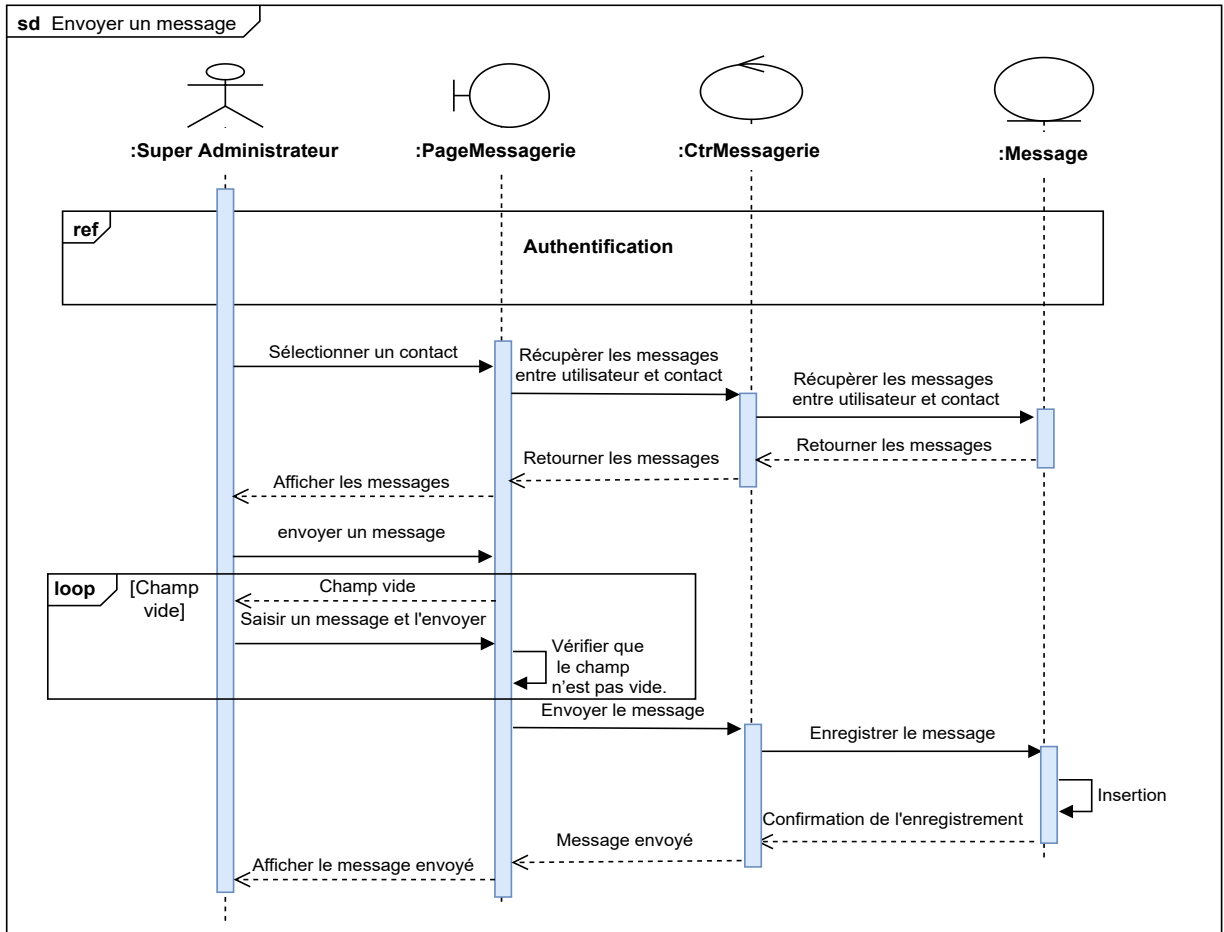 sd Envoyer un message
:Super Administrateur
:PageMessagerie
:CtrMessagerie
:Message
ref
Authentification
Sélectionner un contact
Récupèrer les messages
entre utilisateur et contact
Récupèrer les messages
entre utilisateur et contact
Retourner les messages
Retourner les messages
Afficher les messages
envoyer un message
loop
[Champ
vide]
Champ vide
Saisir un message et l'envoyer
Vérifier que
le champ
n’est pas vide.
Envoyer le message
Enregistrer le message
Insertion
Confirmation de l'enregistrement
Message envoyé
Afficher le message envoyé